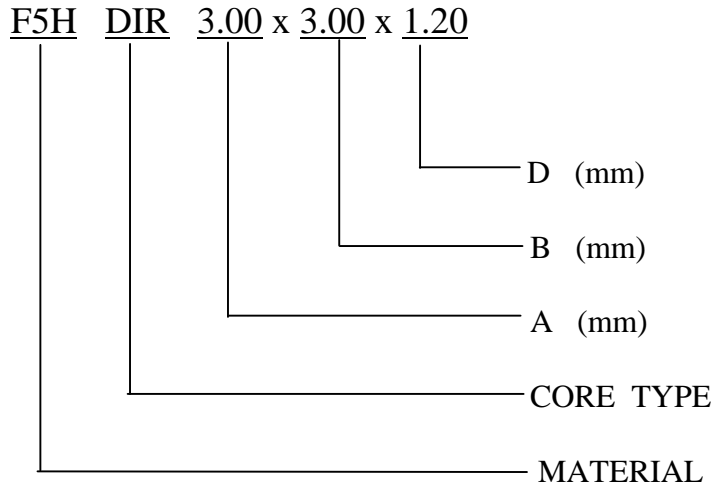 F5H DIR 3.00 x 3.00 x 1.20
D (mm)
B (mm)
A (mm)
CORE TYPE
MATERIAL